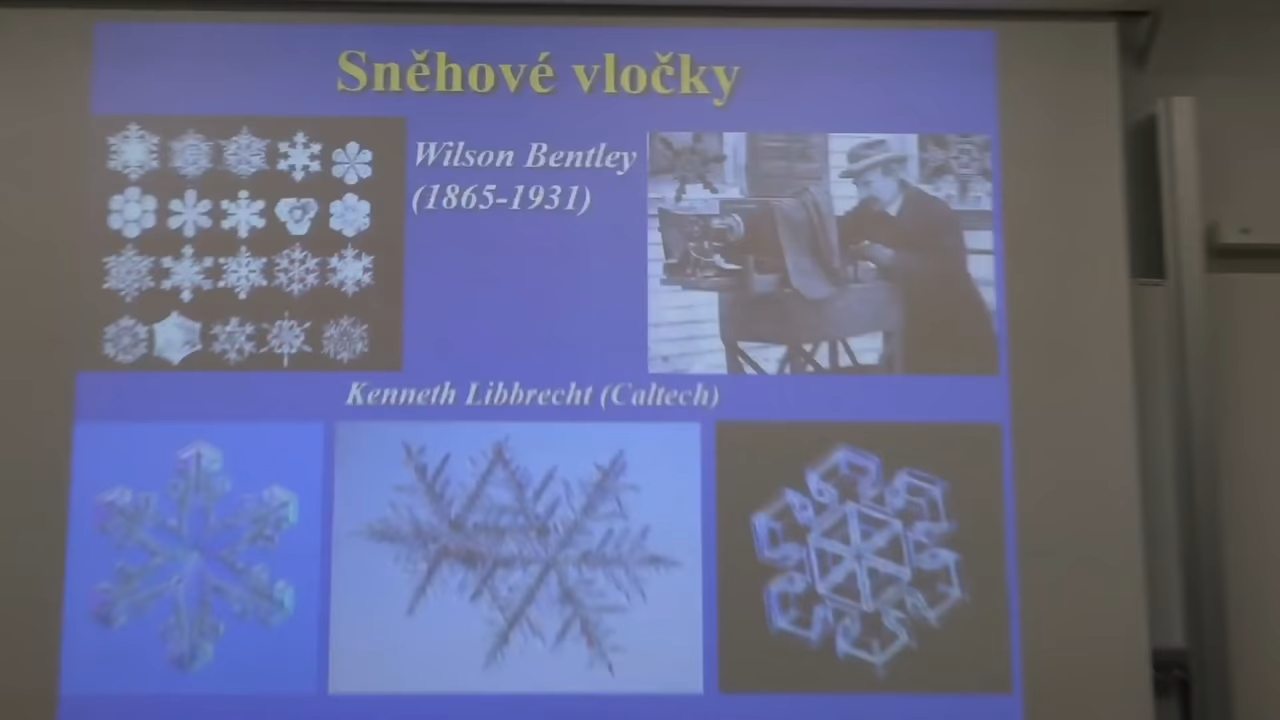 Sněhové vločky
Wilson Bentley
(1865-1931)
Kenneth Libbrecht (Caltech)